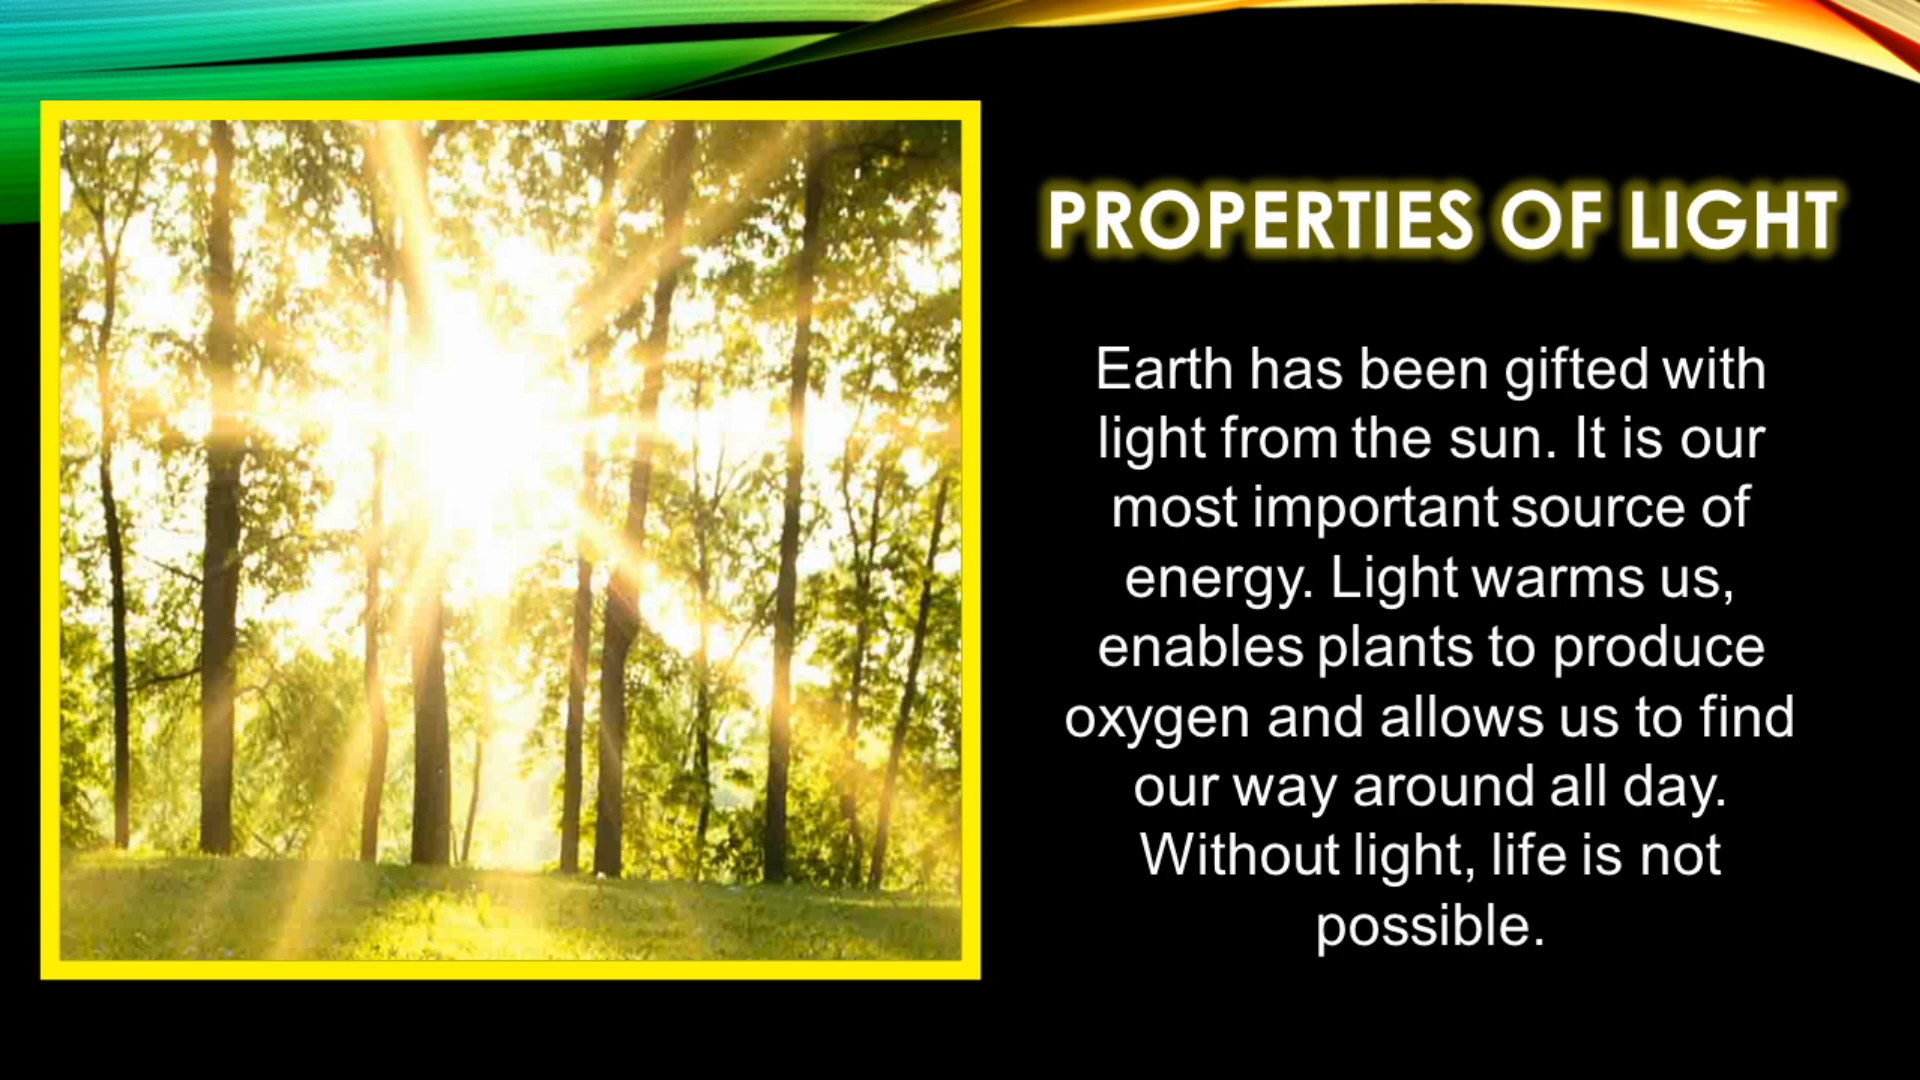 PROPERTIES OF LIGHT
Earth has been gifted with
light from the sun. It is our
most important source of
energy. Light warms us,
enables plants to produce
oxygen and allows us to find
our way around all day.
Without light, life is not
possible.